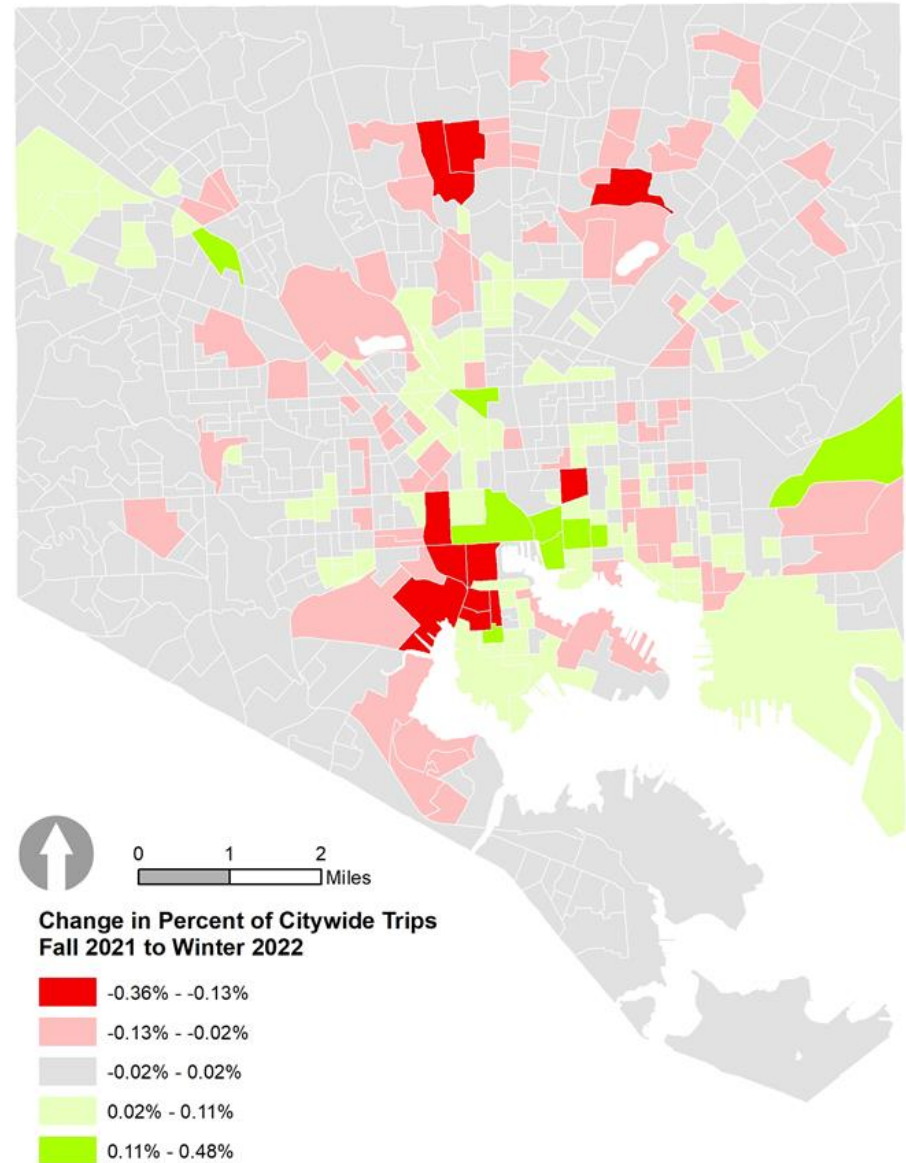 0 1 2
Miles
Change in Percent of Citywide Trips
Fall 2021 to Winter 2022
-0.36% - -0.13%
-0.13% - -0.02%
-0.02% - 0.02%
0.02% - 0.11%
0.11% - 0.48%